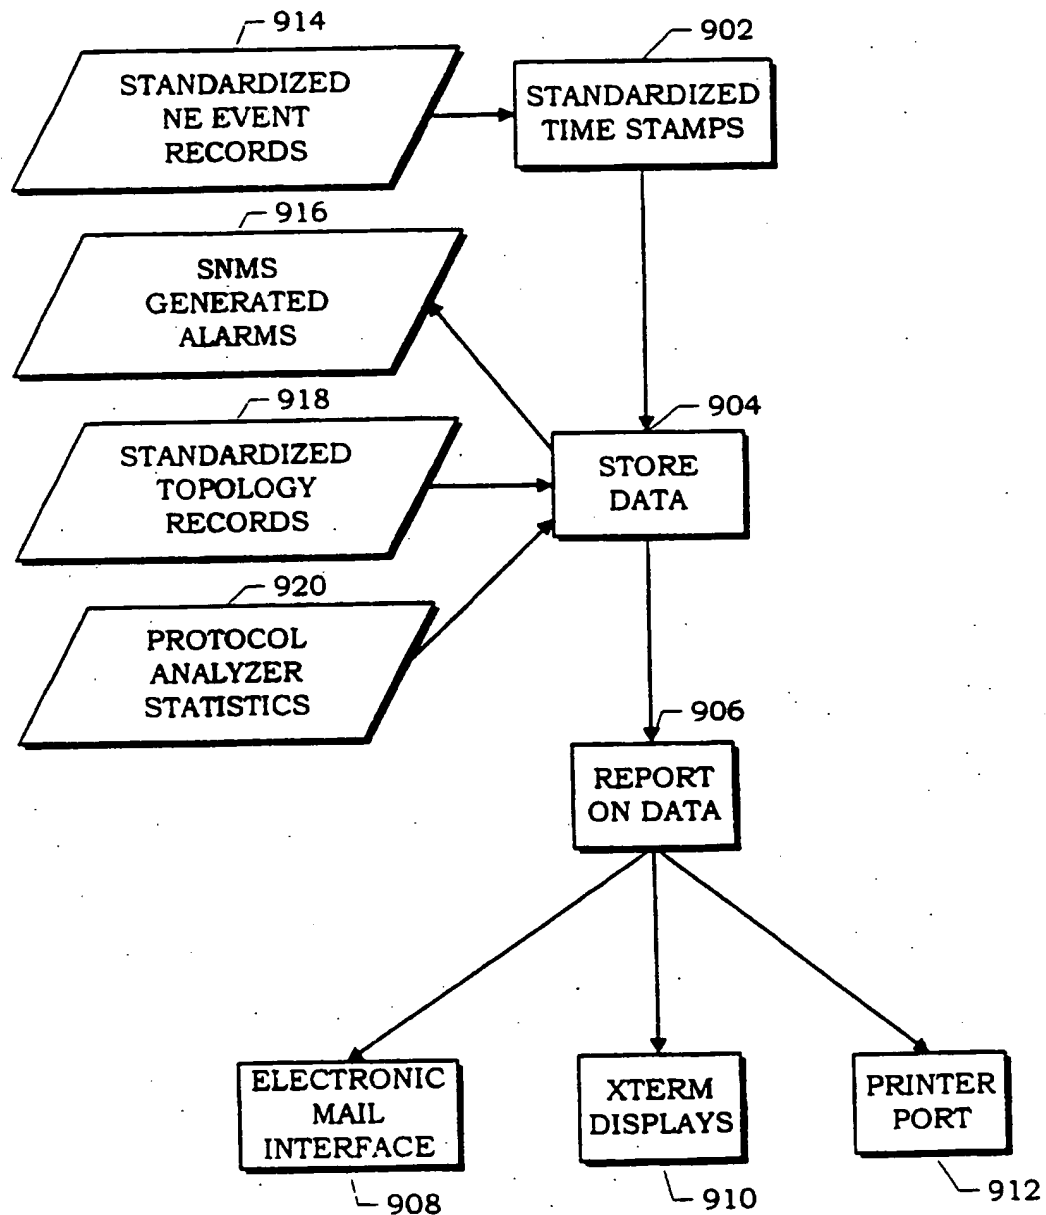 914
STANDARDIZED
NE EVENT
RECORDS
902
STANDARDIZED
TIME STAMPS
916
SNMS
GENERATED
ALARMS
918
STANDARDIZED
TOPOLOGY
RECORDS
904
STORE
DATA
920
PROTOCOL
ANALYZER
STATISTICS
906
REPORT
ON DATA
ELECTRONIC
MAIL
INTERFACE
908
XTERM
DISPLAYS
910
PRINTER
PORT
912